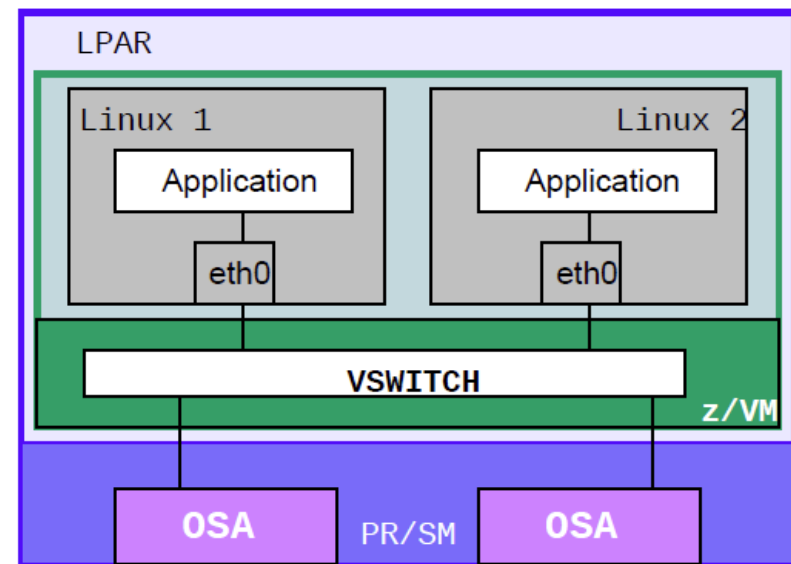 LPAR
Linux 1
Linux 2
Application
Application
eth0
eth0
VSWITCH
z/VM
OSA
PR/SM
OSA